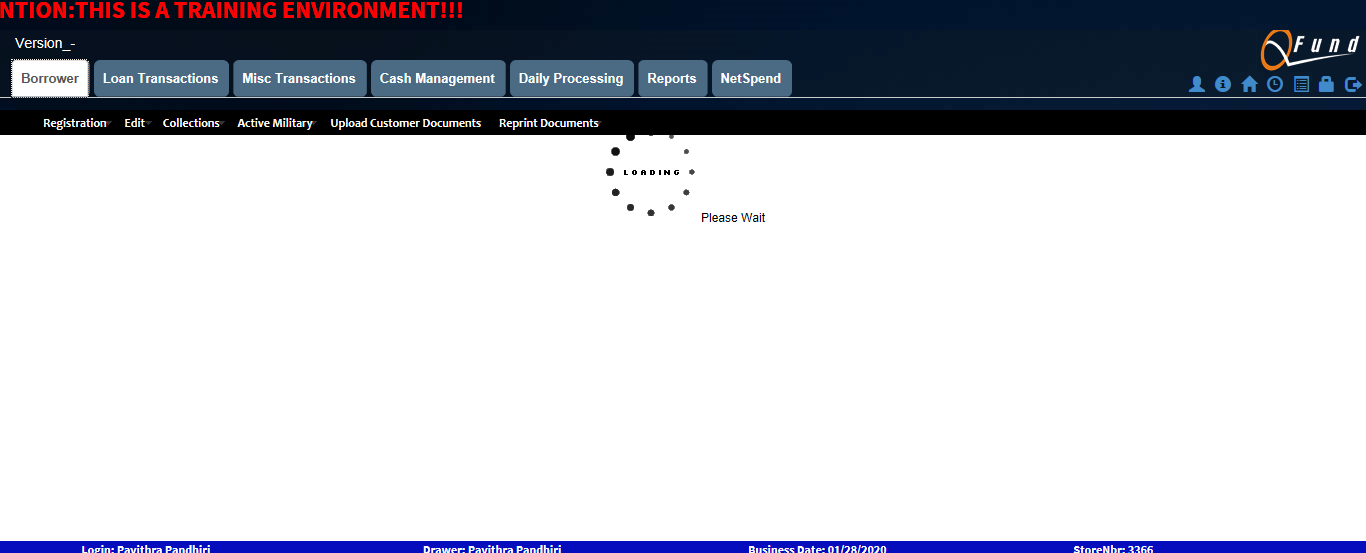 NTION:THIS IS A TRAINING ENVIRONMENT!!!
Version_-
Fund
Borrower Loan Transactions Misc Transactions Cash Management Daily Processing Reports NetSpend
Registration Edit Collections Active Military Upload Customer Documents Reprint Documents
LOADING
Please Wait
Login: Pavithra Pandhiri Drawer: Pavithra Pandhiri Business Date: 01/28/2020 StoreNbr: 3366